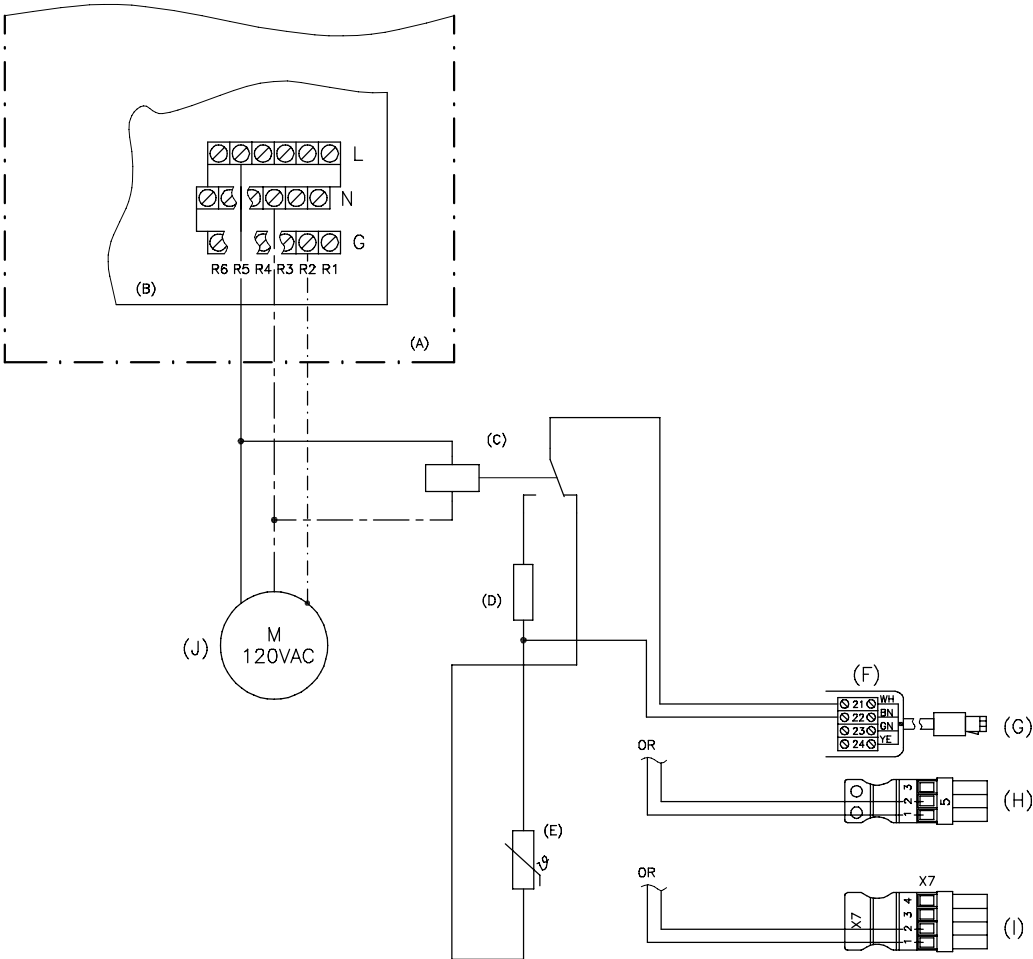 L
N
G
R6 R5 R4 R3 R2 R1
(B)
(A)
(C)
(D)
(J)
M
120VAC
(F)
21 WH
22 BN
23 GN
24 YE
(G)
OR
1 2 3
5
(H)
(E)
ϑ
OR
X7
X7
1 2 3 4
(I)